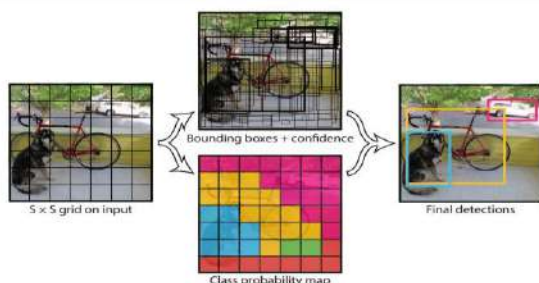 Bounding boxes + confidence
S × S grid on input
Final detections
Class probability map